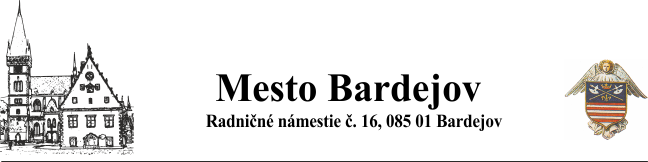 Mesto Bardejov
Radničné námestie č. 16, 085 01 Bardejov